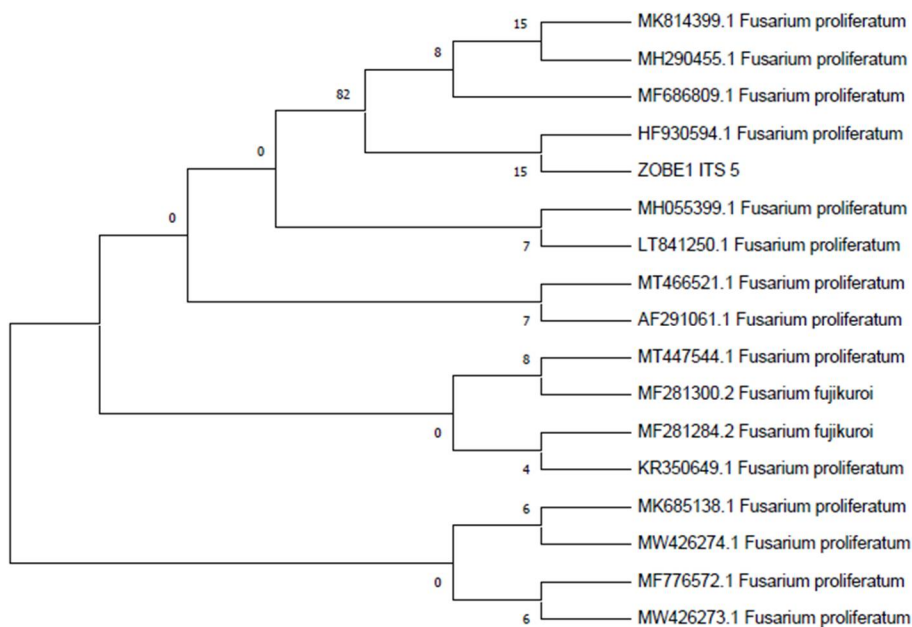 15
MK814399.1 Fusarium proliferatum
8
MH290455.1 Fusarium proliferatum
82
MF686809.1 Fusarium proliferatum
HF930594.1 Fusarium proliferatum
0
15
ZOBE1 ITS 5
0
MH055399.1 Fusarium proliferatum
7
LT841250.1 Fusarium proliferatum
MT466521.1 Fusarium proliferatum
7
AF291061.1 Fusarium proliferatum
8
MT447544.1 Fusarium proliferatum
MF281300.2 Fusarium fujikuroi
0
MF281284.2 Fusarium fujikuroi
4
KR350649.1 Fusarium proliferatum
6
MK685138.1 Fusarium proliferatum
MW426274.1 Fusarium proliferatum
0
MF776572.1 Fusarium proliferatum
6
MW426273.1 Fusarium proliferatum